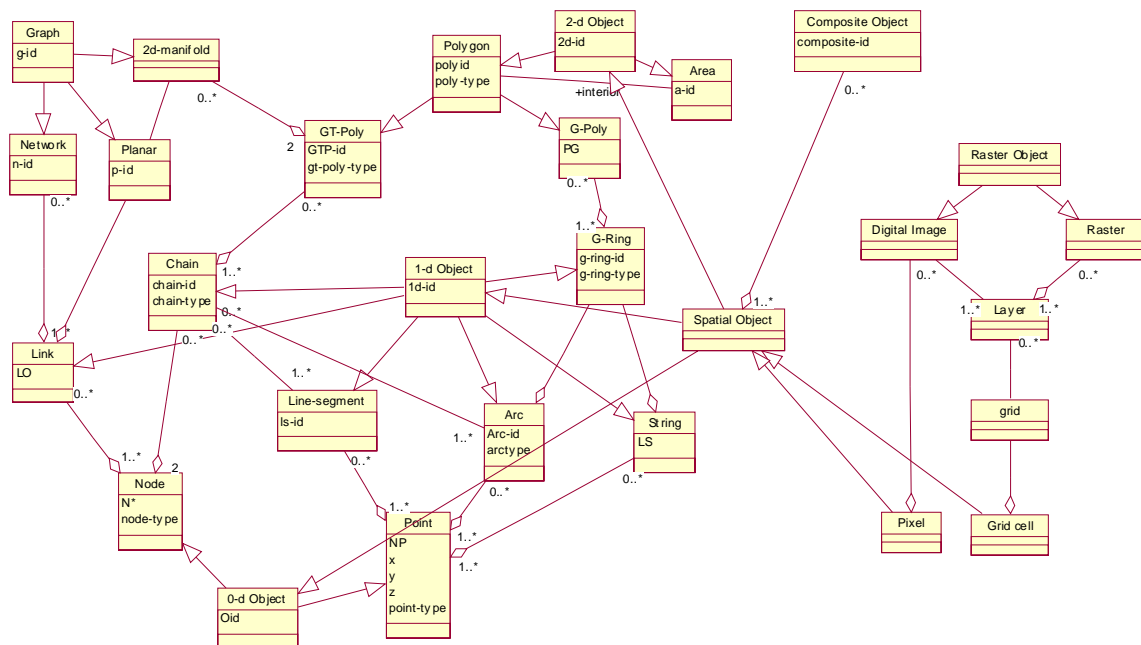 Graph
g-id
2d-manifold
0..*
Polygon
poly id
poly-type
2-d Object
2d-id
Area
a-id
+interior
Composite Object
composite-id
0..*
Network
n-id
0..*
Planar
p-id
GT-Poly
GTP-id
gt-poly-type
2
0..*
G-Poly
PG
0..*
Raster Object
Digital Image
0..*
Raster
0..*
Chain
chain-id
chain-type
1..*
0..*
0..*
1-d Object
1d-id
G-Ring
g-ring-id
g-ring-type
1..*
Spatial Object
1..*
Layer
1..*
1..*
0..*
Link
LO
1..*
0..*
0..*
Line-segment
ls-id
1..*
0..*
Arc
Arc-id
arctype
1..*
0..*
String
LS
0..*
grid
Node
N*
node-type
1..*
2
Point
NP
x
y
z
point-type
1..*
1..*
1..*
Pixel
Grid cell
0-d Object
Oid